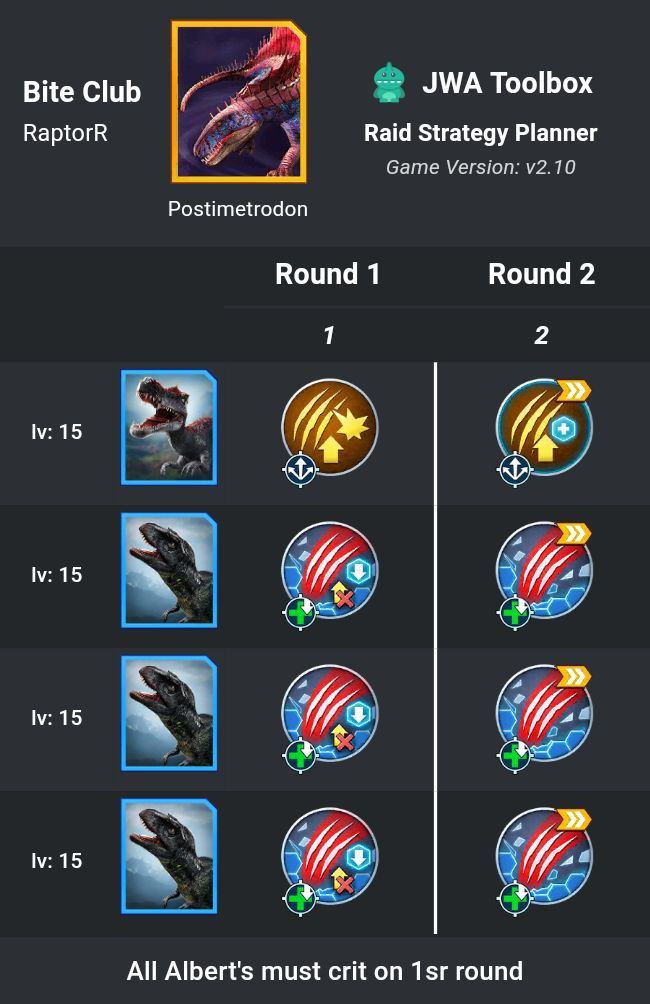 Bite Club
RaptorR
JWA Toolbox
Raid Strategy Planner
Game Version: v2.10
Postimetrodon
Round 1 Round 2
1 2
lv: 15
lv: 15
lv: 15
lv: 15
All Albert's must crit on 1sr round